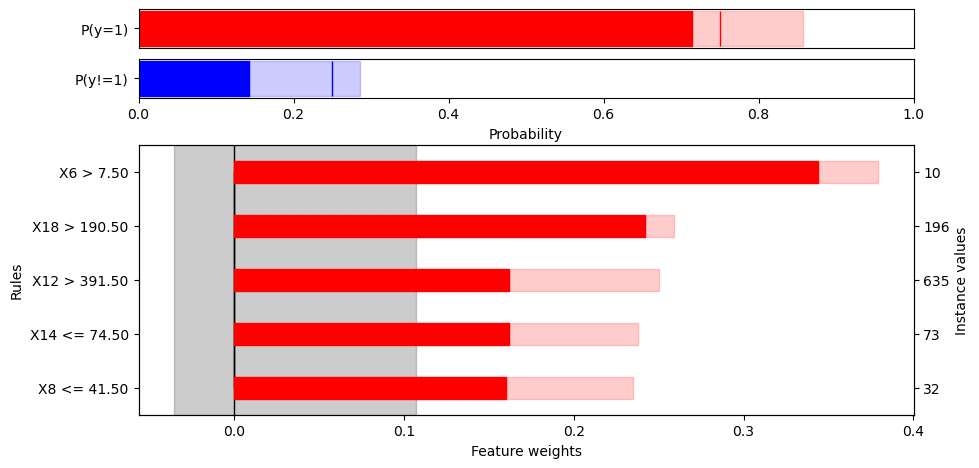 P(y=1)
P(y!=1)
0.0 0.2 0.4 0.6 0.8 1.0
Probability
Rules
X6 > 7.50 10
X18 > 190.50 196
X12 > 391.50 635
X14 <= 74.50 73
X8 <= 41.50 32
Instance values
0.0 0.1 0.2 0.3 0.4
Feature weights